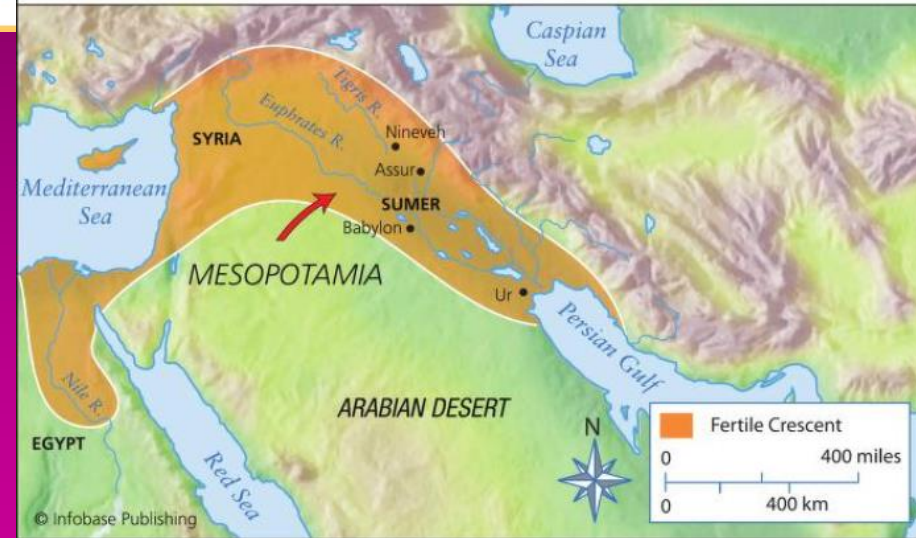 Caspian
Sea
Tigris R.
Euphrates R.
SYRIA
Nineveh
Assur
Mediterranean
Sea
SUMER
Babylon
MESOPOTAMIA
Ur
Persian Gulf
Nile R.
ARABIAN DESERT
EGYPT
Red Sea
N
Fertile Crescent
0 400 miles
0 400 km
© Infobase Publishing